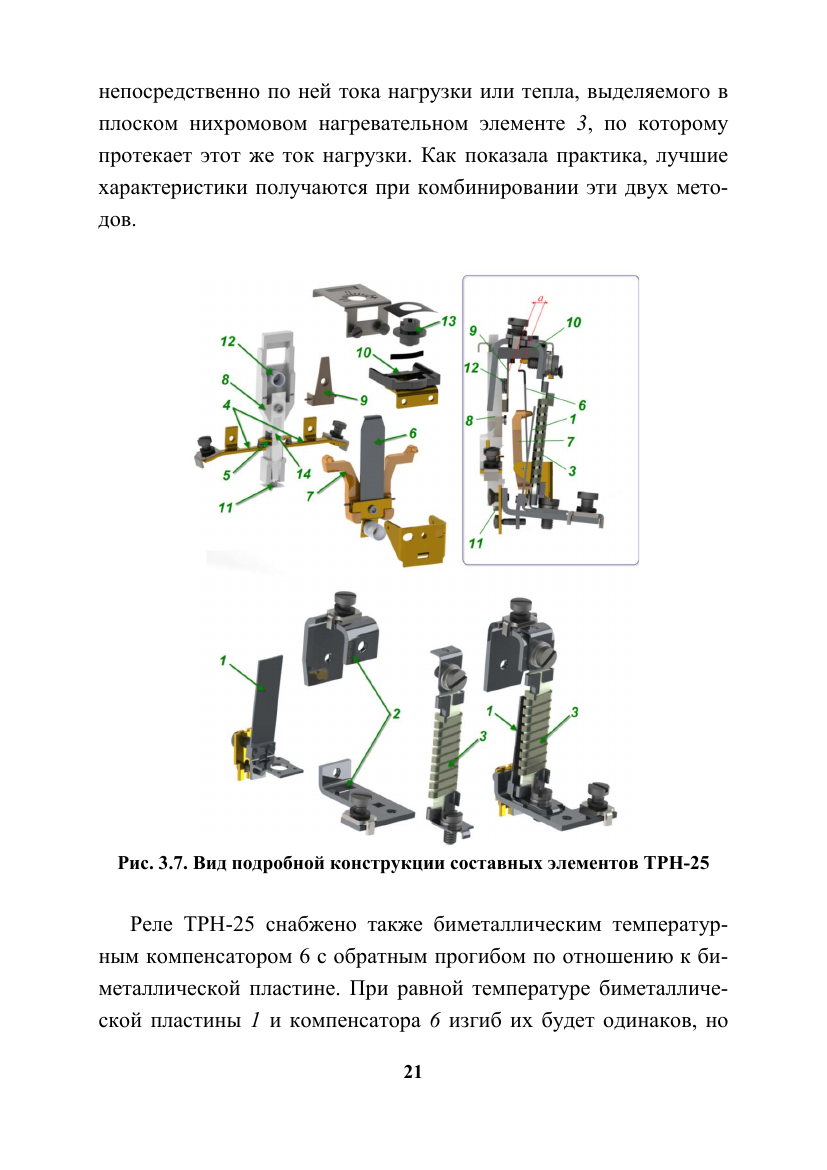 непосредственно по ней тока нагрузки или тепла, выделяемого в
плоском нихромовом нагревательном элементе 3, по которому
протекает этот же ток нагрузки. Как показала практика, лучшие
характеристики получаются при комбинировании эти двух мето-
дов.
12
8
4
5
11
14
9
13
10
6
7
a
9
10
12
6
8
1
7
3
11
1
2
3
1
3
Рис. 3.7. Вид подробной конструкции составных элементов ТРН-25
Реле ТРН-25 снабжено также биметаллическим температур-
ным компенсатором 6 с обратным прогибом по отношению к би-
металлической пластине. При равной температуре биметалличе-
ской пластины 1 и компенсатора 6 изгиб их будет одинаков, но
21